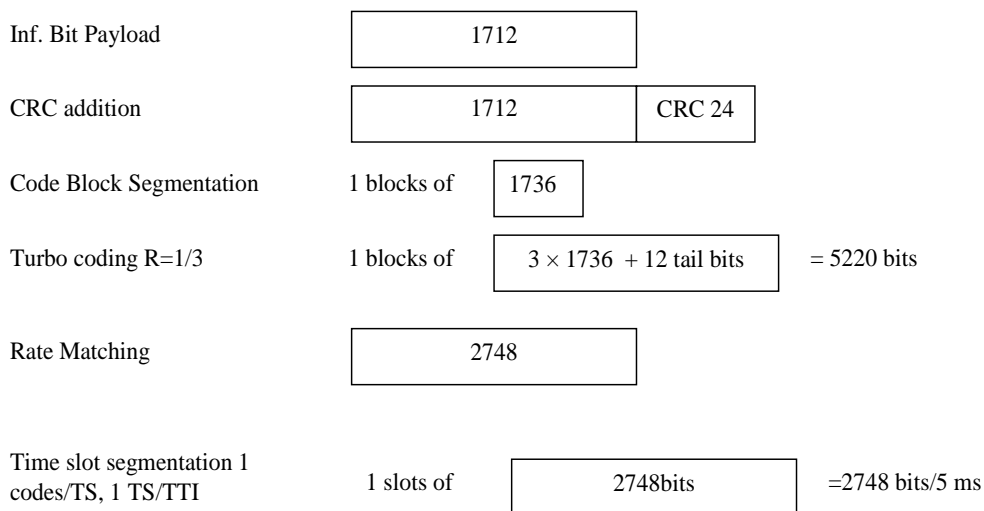 Inf. Bit Payload 1712
CRC addition 1712 CRC 24
Code Block Segmentation 1 blocks of 1736
Turbo coding R=1/3 1 blocks of 3 × 1736 + 12 tail bits = 5220 bits
Rate Matching 2748
Time slot segmentation 1
codes/TS, 1 TS/TTI 1 slots of 2748bits =2748 bits/5 ms